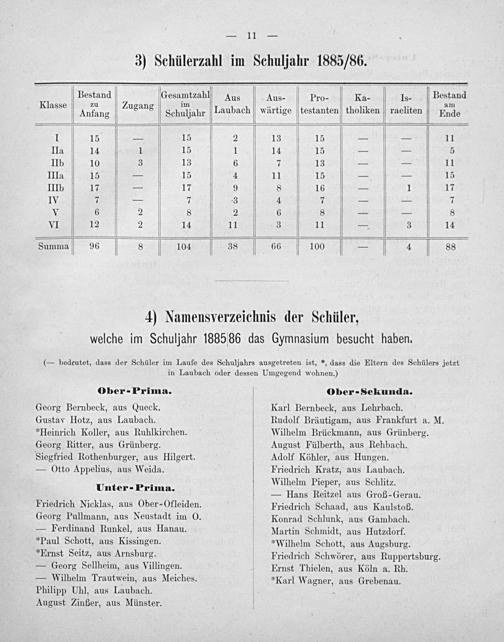 — 11 —
3) Schülerzahl im Schuljahr 1885/86.
Klasse | Bestand zu Anfang | Zugang | Gesamtzahl im Schuljahr | Aus Laubach | Aus-wärtige | Pro-testanten | Ka-tholiken | Is-raeliten | Bestand am Ende
I 15 — 15 2 13 15 — — 11
IIa 14 1 15 1 14 15 — — 5
IIb 10 3 13 6 7 13 — — 11
IIIa 15 — 15 4 11 15 — — 15
IIIb 17 — 17 9 8 16 — 1 17
IV 7 — 7 3 4 7 — — 7
V 6 2 8 2 6 8 — — 8
VI 12 2 14 11 3 11 — 3 14
Summa 96 8 104 38 66 100 — 4 88
4) Namensverzeichnis der Schüler,
welche im Schuljahr 1885/86 das Gymnasium besucht haben.
(— bedeutet, dass der Schüler im Laufe des Schuljahrs ausgetreten ist, *, dass die Eltern des Schülers jetzt
in Laubach oder dessen Umgegend wohnen.)
Ober-Prima.
Georg Bernbeck, aus Queck.
Gustav Hotz, aus Laubach.
*Heinrich Koller, aus Ruhlkirchen.
Georg Ritter, aus Grünberg.
Siegfried Rothenburger, aus Hilgert.
— Otto Appelius, aus Weida.
Unter-Prima.
Friedrich Nicklas, aus Ober-Ofleiden.
Georg Pullmann, aus Neustadt im O.
— Ferdinand Runkel, aus Hanau.
*Paul Schott, aus Kissingen.
*Ernst Seitz, aus Arnsburg.
— Georg Sellheim, aus Villingen.
— Wilhelm Trautwein, aus Meiches.
Philipp Uhl, aus Laubach.
August Zinßer, aus Münster.
Ober-Sekunda.
Karl Bernbeck, aus Lehrbach.
Rudolf Bräutigam, aus Frankfurt a. M.
Wilhelm Brückmann, aus Grünberg.
August Fülberth, aus Rehbach.
Adolf Köhler, aus Hungen.
Friedrich Kratz, aus Laubach.
Wilhelm Pieper, aus Schlitz.
— Hans Reitzel aus Groß-Gerau.
Friedrich Schaad, aus Kaulstoß.
Konrad Schlunk, aus Gambach.
Martin Schmidt, aus Hutzdorf.
*Wilhelm Schott, aus Augsburg.
Friedrich Schwörer, aus Ruppertsburg.
Ernst Thielen, aus Köln a. Rh.
*Karl Wagner, aus Grebenau.